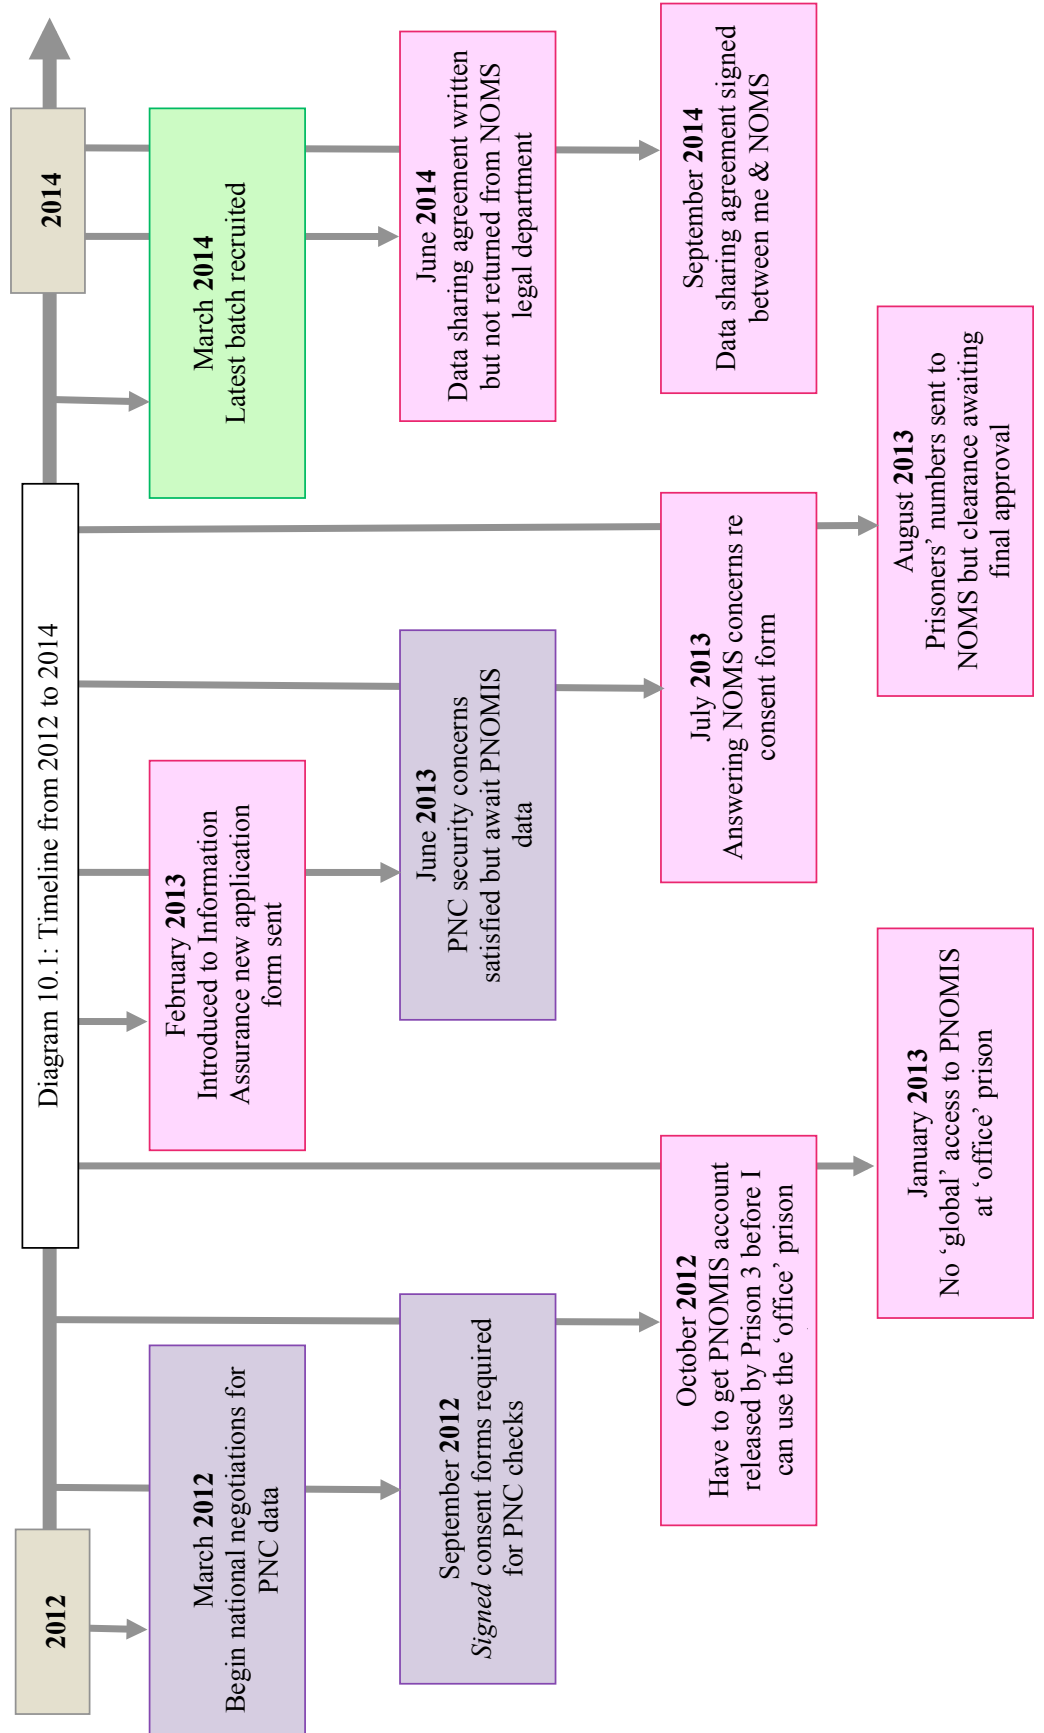 Diagram 10.1: Timeline from 2012 to 2014
2012
March 2012
Begin national negotiations for
PNC data
September 2012
Signed consent forms required
for PNC checks
October 2012
Have to get PNOMIS account
released by Prison 3 before I
can use the ‘office’ prison
January 2013
No ‘global’ access to PNOMIS
at ‘office’ prison
February 2013
Introduced to Information
Assurance new application
form sent
June 2013
PNC security concerns
satisfied but await PNOMIS
data
July 2013
Answering NOMS concerns re
consent form
August 2013
Prisoners’ numbers sent to
NOMS but clearance awaiting
final approval
2014
March 2014
Latest batch recruited
June 2014
Data sharing agreement written
but not returned from NOMS
legal department
September 2014
Data sharing agreement signed
between me & NOMS